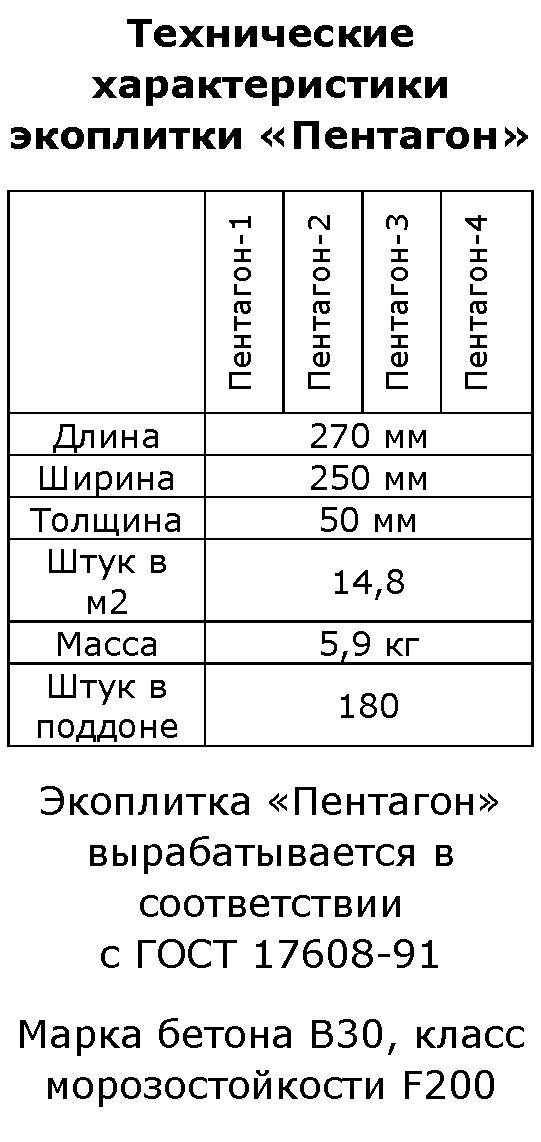 Технические
характеристики
экоплитки «Пентагон»
Пентагон-1
Пентагон-2
Пентагон-3
Пентагон-4
Длина 270 мм
Ширина 250 мм
Толщина 50 мм
Штук в
м2 14,8
Масса 5,9 кг
Штук в
поддоне 180
Экоплитка «Пентагон»
вырабатывается в
соответствии
с ГОСТ 17608-91
Марка бетона В30, класс
морозостойкости F200